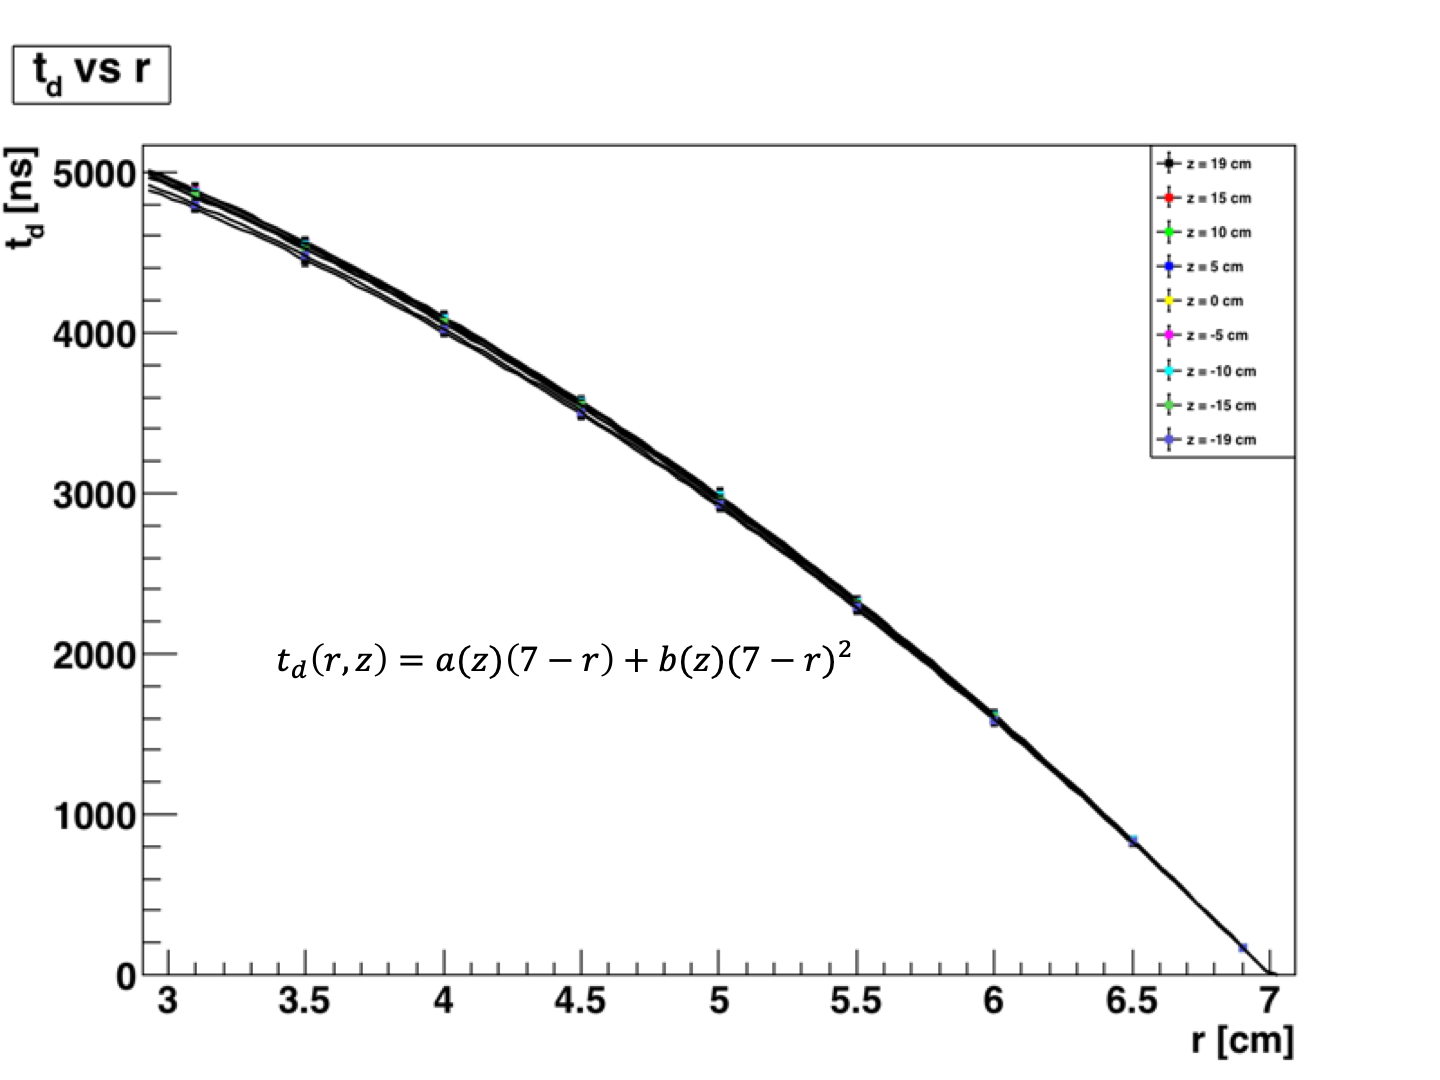 t_d vs r
t_d [ns]
5000
4000
3000
2000
1000
0
z = 19 cm
z = 15 cm
z = 10 cm
z = 5 cm
z = 0 cm
z = -5 cm
z = -10 cm
z = -15 cm
z = -19 cm
t_d(r, z) = a(z)(7 − r) + b(z)(7 − r)²
3 3.5 4 4.5 5 5.5 6 6.5 7
r [cm]